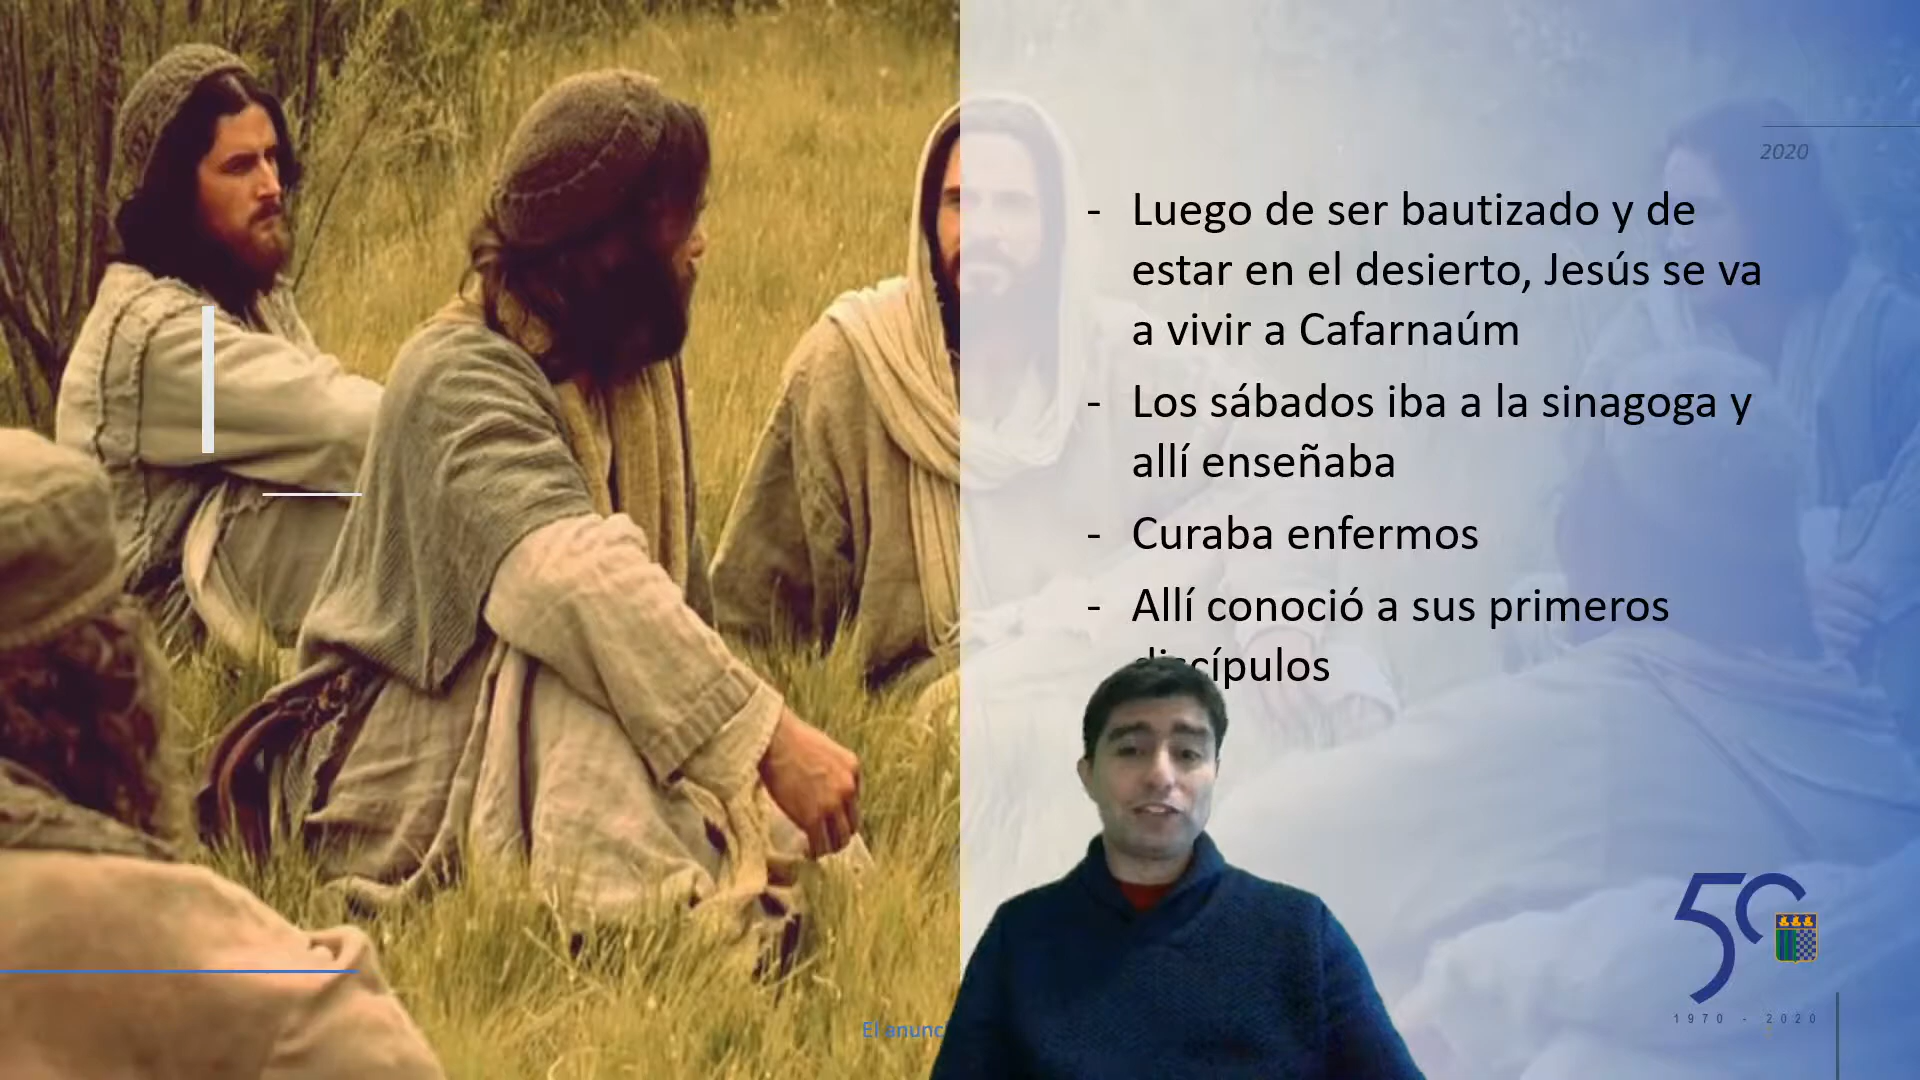 2020
- Luego de ser bautizado y de
estar en el desierto, Jesús se va
a vivir a Cafarnaúm
- Los sábados iba a la sinagoga y
allí enseñaba
- Curaba enfermos
- Allí conoció a sus primeros
discípulos
50
1970 - 2020
El anunc